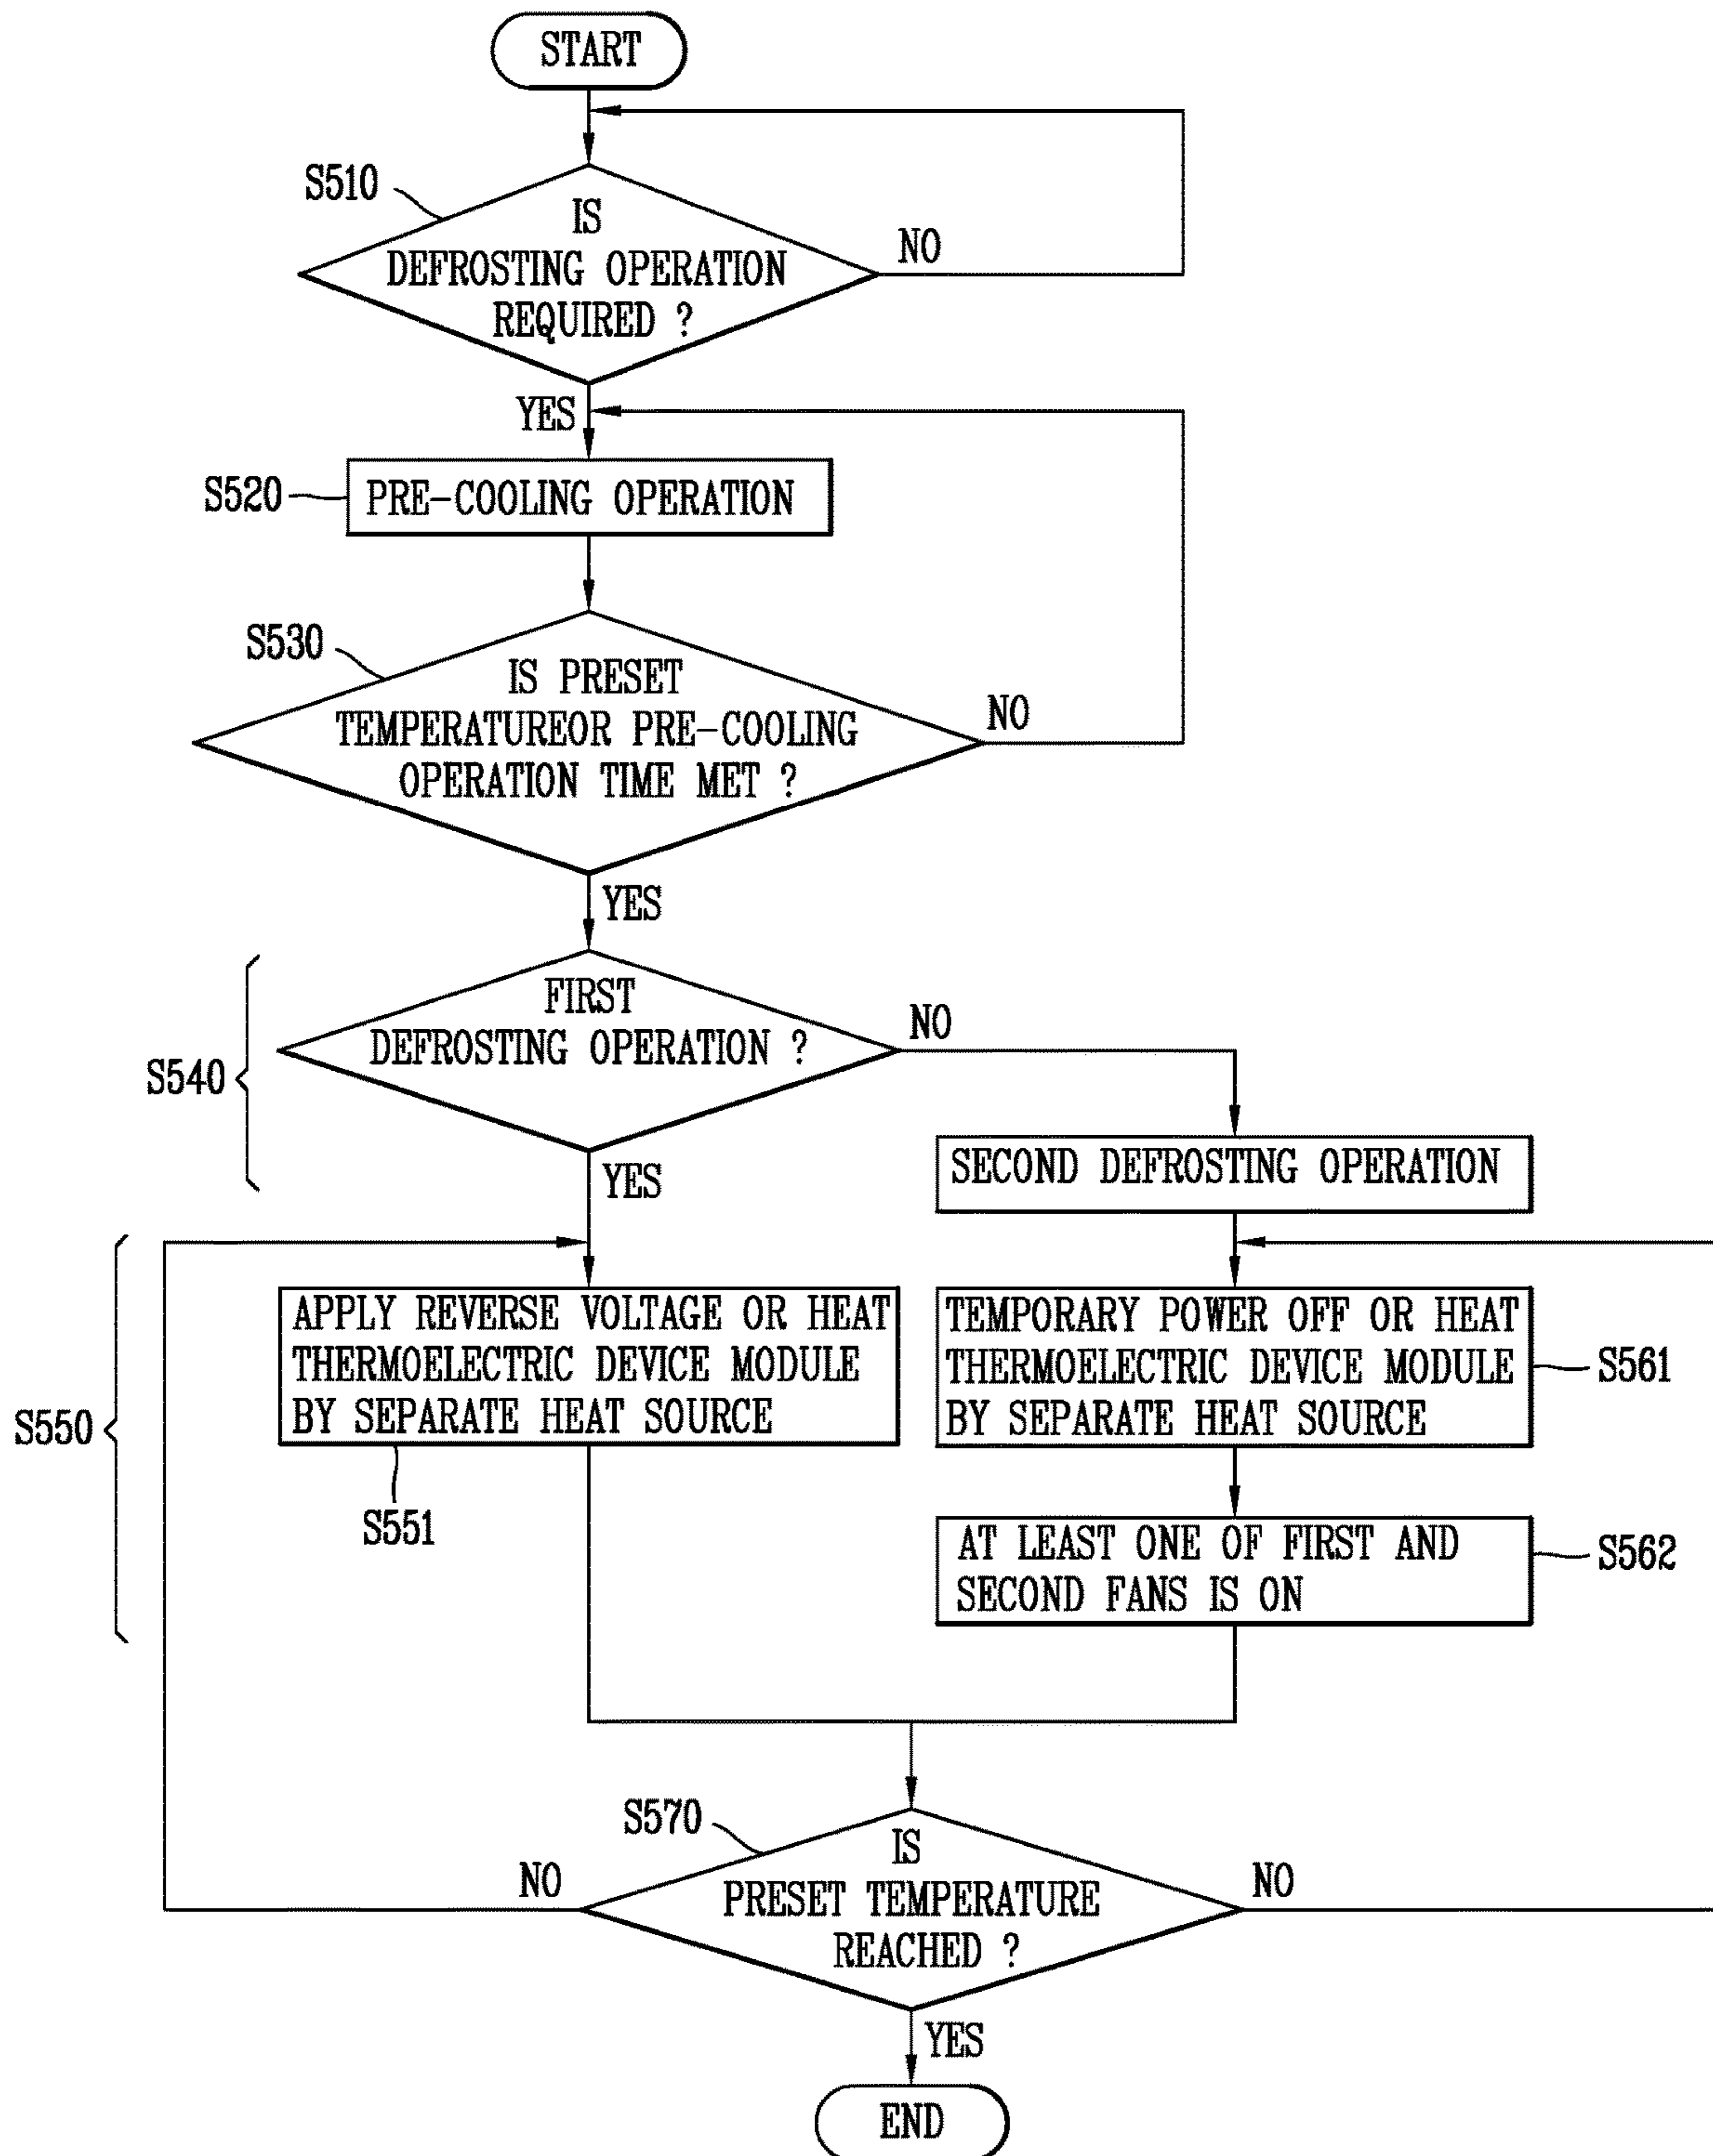 START
S510
IS
DEFROSTING OPERATION
REQUIRED ?
NO
YES
S520
PRE-COOLING OPERATION
S530
IS PRESET
TEMPERATUREOR PRE-COOLING
OPERATION TIME MET ?
NO
YES
S540
FIRST
DEFROSTING OPERATION ?
NO
YES
SECOND DEFROSTING OPERATION
S550
APPLY REVERSE VOLTAGE OR HEAT
THERMOELECTRIC DEVICE MODULE
BY SEPARATE HEAT SOURCE
S551
TEMPORARY POWER OFF OR HEAT
THERMOELECTRIC DEVICE MODULE
BY SEPARATE HEAT SOURCE
S561
AT LEAST ONE OF FIRST AND
SECOND FANS IS ON
S562
S570
IS
PRESET TEMPERATURE
REACHED ?
NO
NO
YES
END